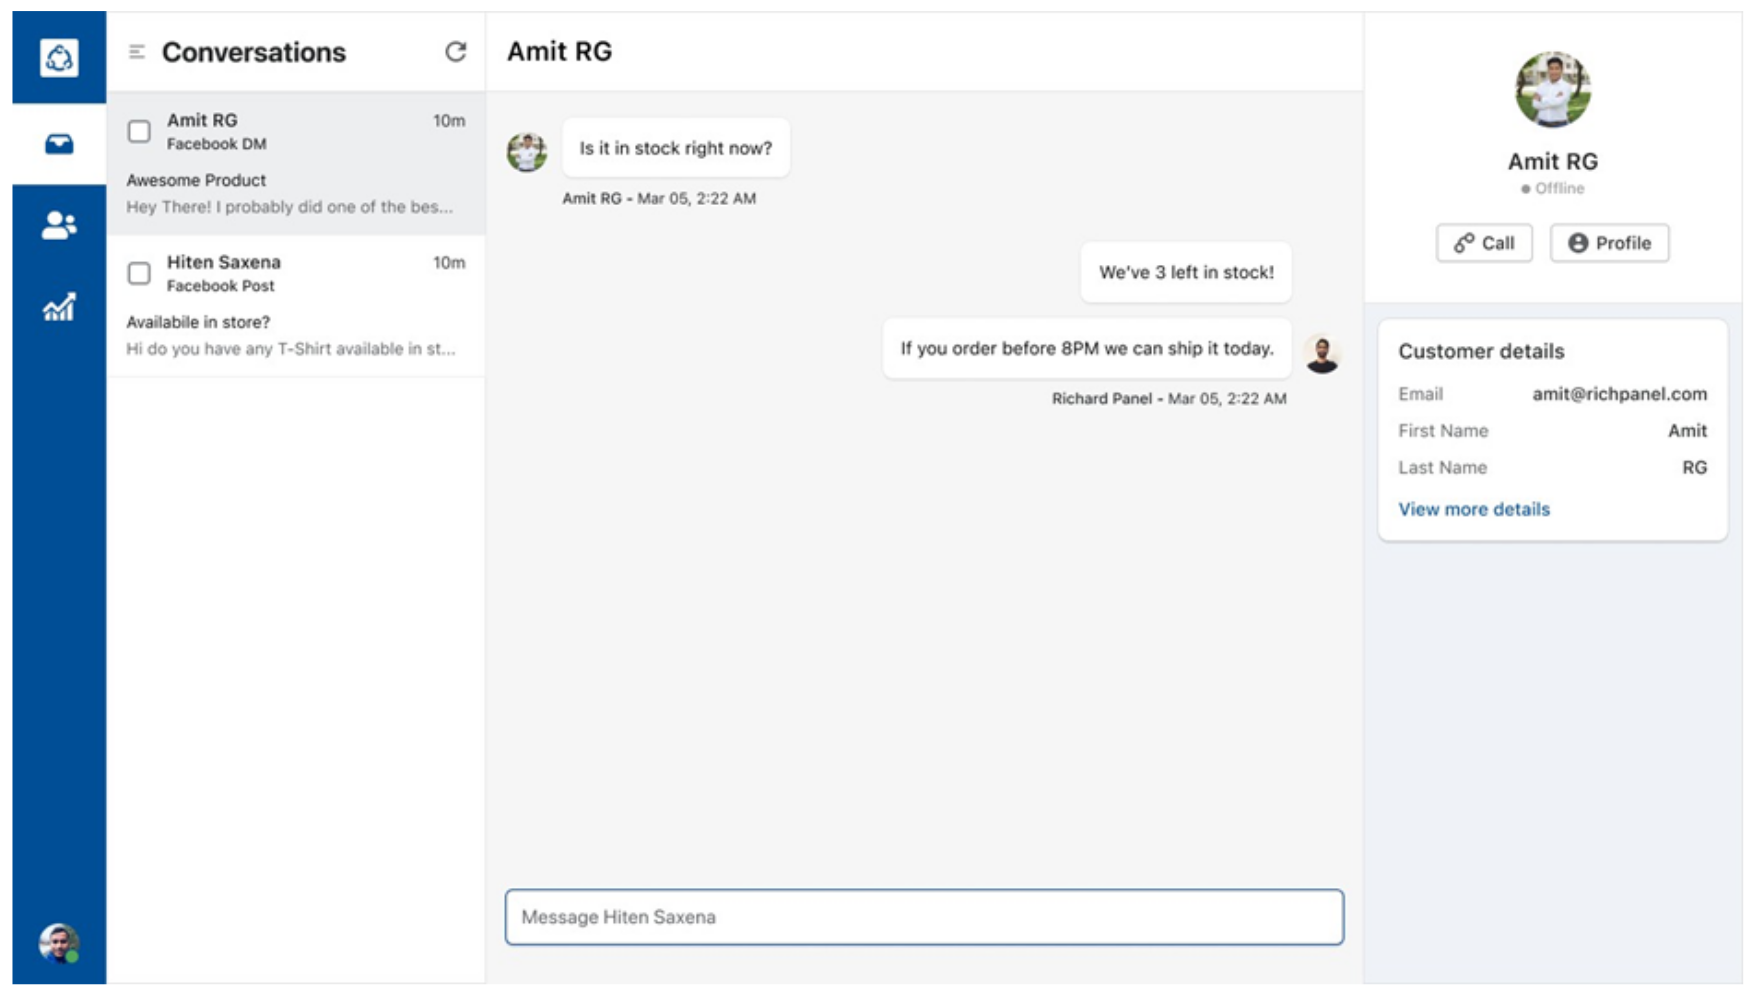 Conversations
Amit RG
10m
Facebook DM
Awesome Product
Hey There! I probably did one of the bes...
Hiten Saxena
10m
Facebook Post
Availabile in store?
Hi do you have any T-Shirt available in st...
Amit RG
Is it in stock right now?
Amit RG - Mar 05, 2:22 AM
We've 3 left in stock!
If you order before 8PM we can ship it today.
Richard Panel - Mar 05, 2:22 AM
Message Hiten Saxena
Amit RG
Offline
Call
Profile
Customer details
Email amit@richpanel.com
First Name Amit
Last Name RG
View more details